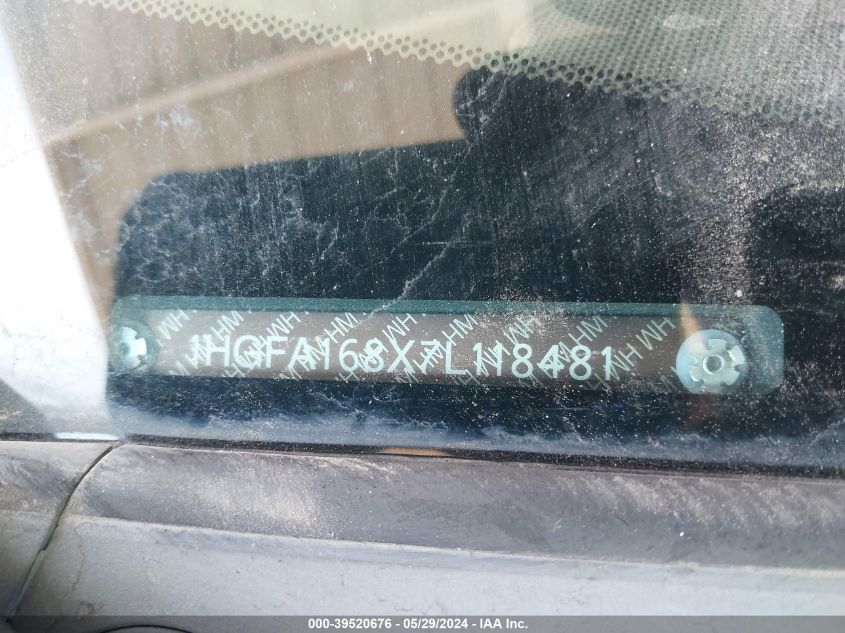 1HGFA168X7L118481
000-39520676 - 05/29/2024 - IAA Inc.